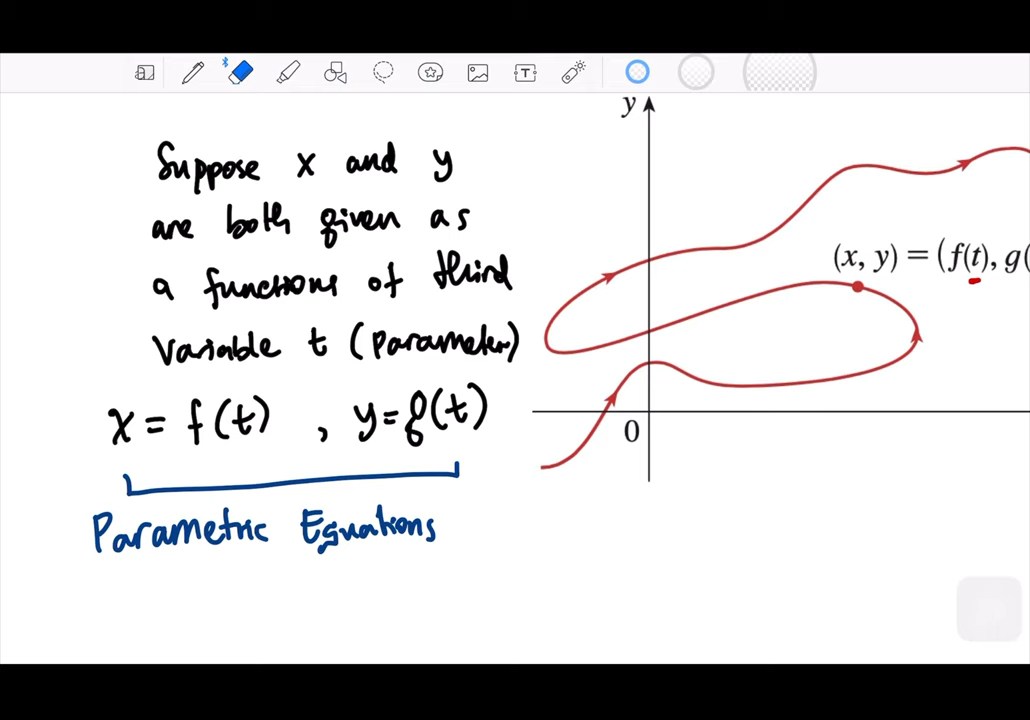 Suppose x and y
are both given as
a functions of third
variable t (parameter)
x = f(t) , y = g(t)
Parametric Equations
y
(x, y) = (f(t), g(
0
T